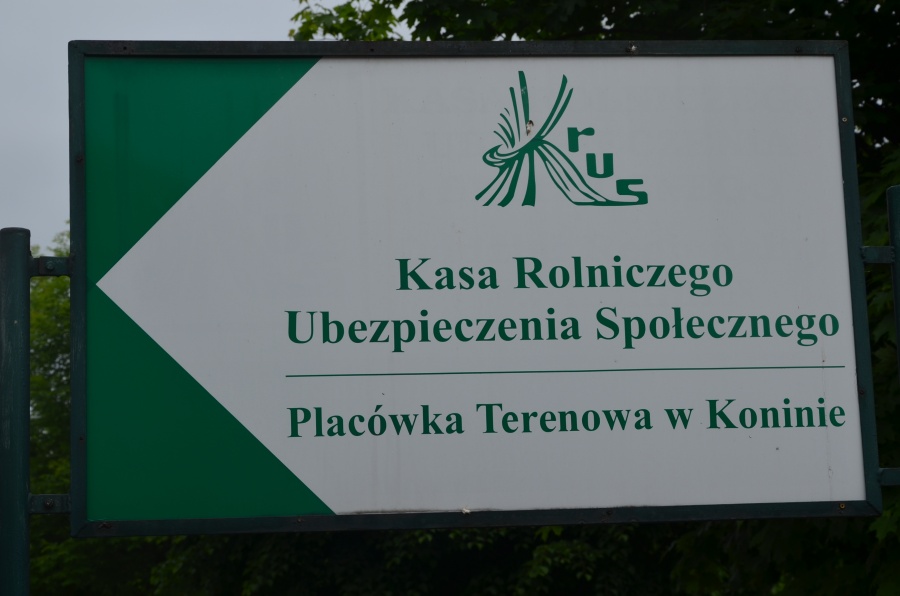 Krus
Kasa Rolniczego
Ubezpieczenia Społecznego
Placówka Terenowa w Koninie